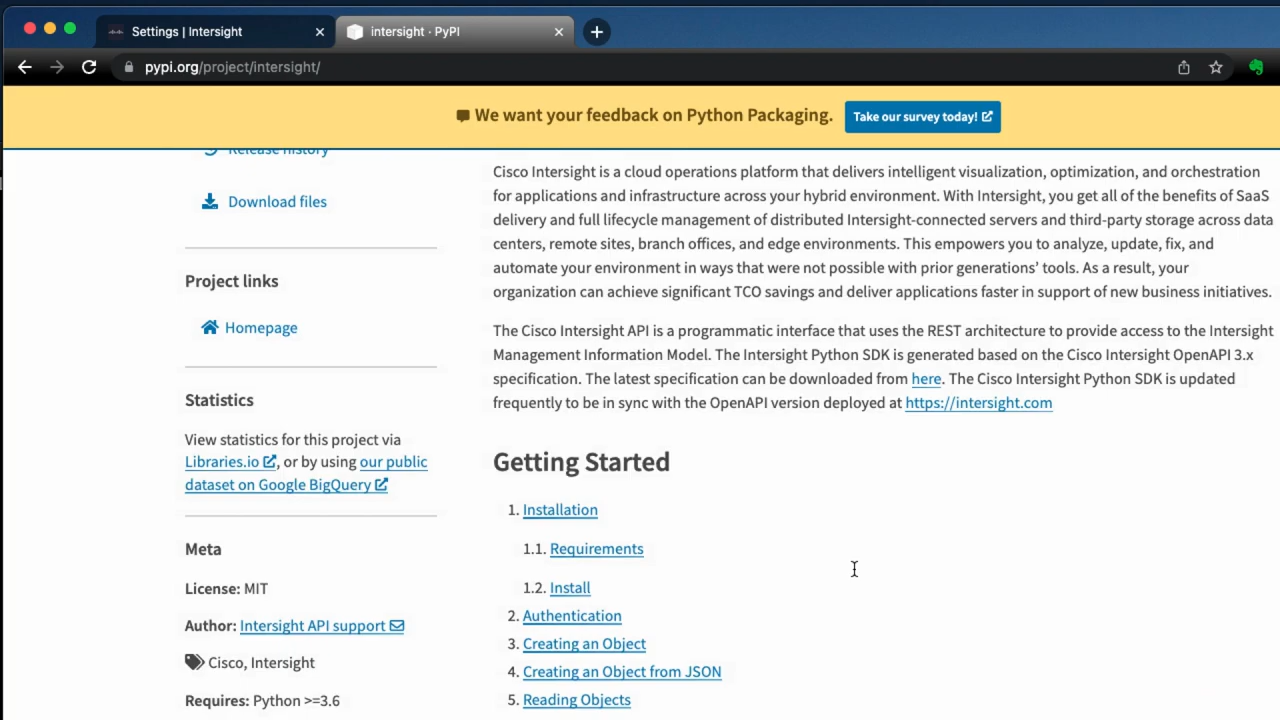 Settings | Intersight
intersight · PyPI
pypi.org/project/intersight/
We want your feedback on Python Packaging.
Take our survey today!
Release history
Download files
Project links
Homepage
Statistics
View statistics for this project via
Libraries.io, or by using our public
dataset on Google BigQuery
Meta
License: MIT
Author: Intersight API support
Cisco, Intersight
Requires: Python >=3.6
Cisco Intersight is a cloud operations platform that delivers intelligent visualization, optimization, and orchestration
for applications and infrastructure across your hybrid environment. With Intersight, you get all of the benefits of SaaS
delivery and full lifecycle management of distributed Intersight-connected servers and third-party storage across data
centers, remote sites, branch offices, and edge environments. This empowers you to analyze, update, fix, and
automate your environment in ways that were not possible with prior generations’ tools. As a result, your
organization can achieve significant TCO savings and deliver applications faster in support of new business initiatives.
The Cisco Intersight API is a programmatic interface that uses the REST architecture to provide access to the Intersight
Management Information Model. The Intersight Python SDK is generated based on the Cisco Intersight OpenAPI 3.x
specification. The latest specification can be downloaded from here. The Cisco Intersight Python SDK is updated
frequently to be in sync with the OpenAPI version deployed at https://intersight.com
Getting Started
1. Installation
1.1. Requirements
1.2. Install
2. Authentication
3. Creating an Object
4. Creating an Object from JSON
5. Reading Objects